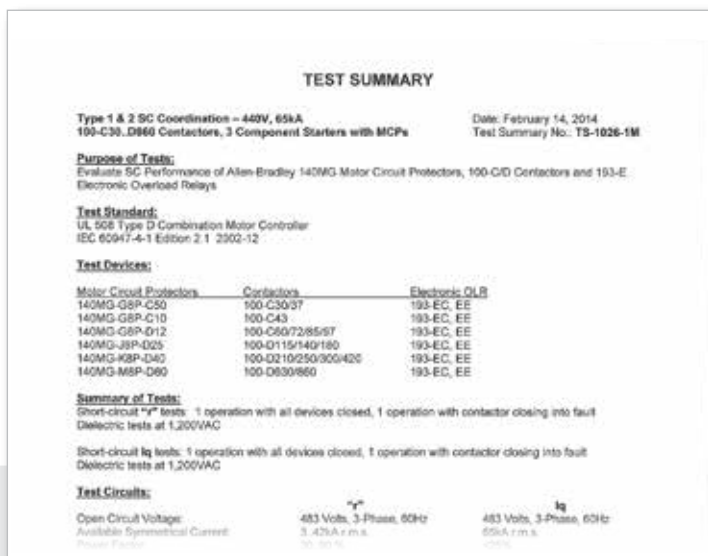 TEST SUMMARY
Type 1 & 2 SC Coordination – 440V, 65kA
Date: February 14, 2014
100-C30..D860 Contactors, 3 Component Starters with MCPs
Test Summary No.: TS-1026-1M
Purpose of Tests:
Evaluate SC Performance of Allen-Bradley 140MG Motor Circuit Protectors, 100-C/D Contactors and 193-E
Electronic Overload Relays
Test Standard:
UL 508 Type D Combination Motor Controller
IEC 60947-4-1 Edition 2.1 2002-12
Test Devices:
Motor Circuit Protectors Contactors Electronic OLR
140MG-G8P-C50 100-C30/37 193-EC, EE
140MG-G8P-C10 100-C43 193-EC, EE
140MG-G8P-D12 100-C60/72/85/97 193-EC, EE
140MG-J8P-D25 100-D115/140/180 193-EC, EE
140MG-K8P-D40 100-D210/250/300/420 193-EC, EE
140MG-M8P-D80 100-D630/860 193-EC, EE
Summary of Tests:
Short-circuit "r" tests: 1 operation with all devices closed, 1 operation with contactor closing into fault
Dielectric tests at 1,200VAC
Short-circuit Iq tests: 1 operation with all devices closed, 1 operation with contactor closing into fault
Dielectric tests at 1,200VAC
Test Circuits:
"r" Iq
Open Circuit Voltage: 483 Volts, 3-Phase, 60Hz 483 Volts, 3-Phase, 60Hz
Available Symmetrical Current: 3..42kA r.m.s. 65kA r.m.s.
Power Factor